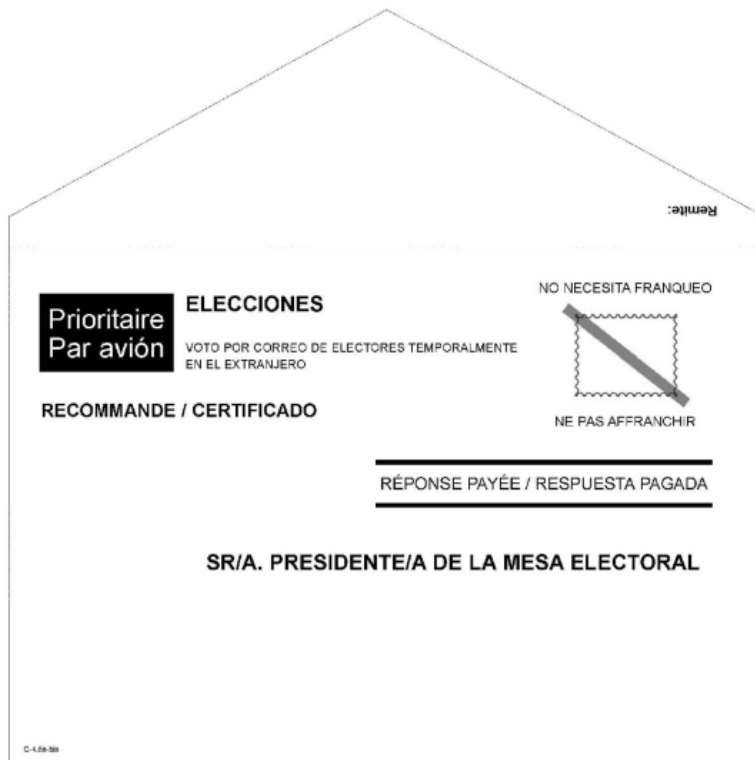 Remite:
NO NECESITA FRANQUEO
Prioritaire
Par avión
ELECCIONES
VOTO POR CORREO DE ELECTORES TEMPORALMENTE
EN EL EXTRANJERO
RECOMMANDE / CERTIFICADO
NE PAS AFFRANCHIR
RÉPONSE PAYÉE / RESPUESTA PAGADA
SR/A. PRESIDENTE/A DE LA MESA ELECTORAL